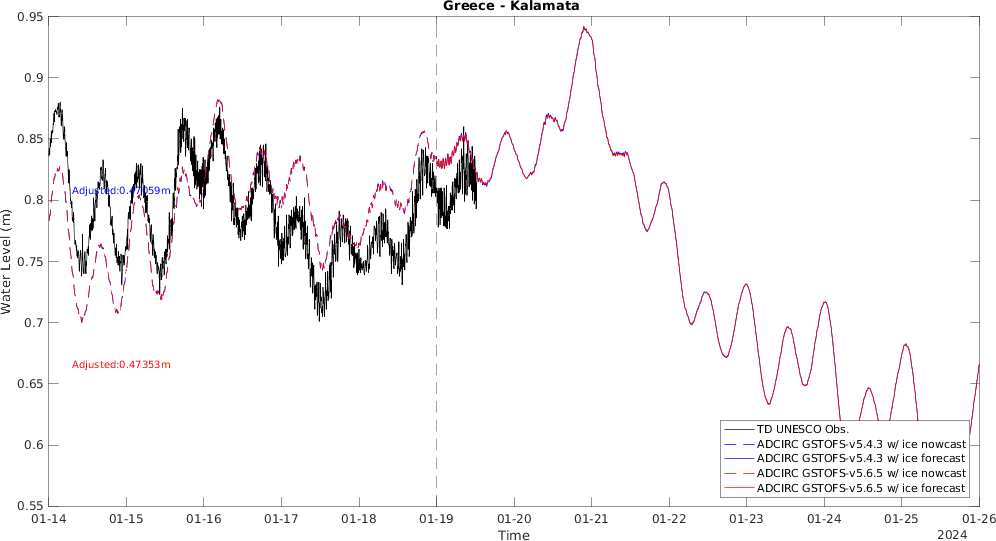 Greece - Kalamata
0.95
0.9
0.85
0.8
0.75
0.7
0.65
0.6
0.55
Water Level (m)
Adjusted:0.47059m
Adjusted:0.47353m
TD UNESCO Obs.
ADCIRC GSTOFS-v5.4.3 w/ ice nowcast
ADCIRC GSTOFS-v5.4.3 w/ ice forecast
ADCIRC GSTOFS-v5.6.5 w/ ice nowcast
ADCIRC GSTOFS-v5.6.5 w/ ice forecast
01-14 01-15 01-16 01-17 01-18 01-19 01-20 01-21 01-22 01-23 01-24 01-25 01-26
Time
2024